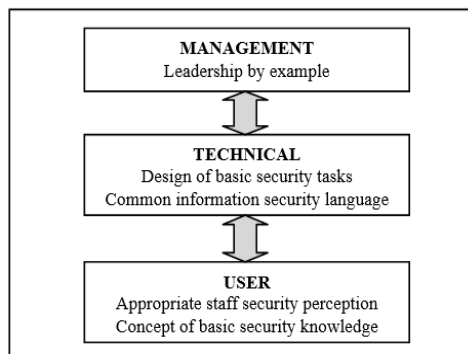 MANAGEMENT
Leadership by example
TECHNICAL
Design of basic security tasks
Common information security language
USER
Appropriate staff security perception
Concept of basic security knowledge